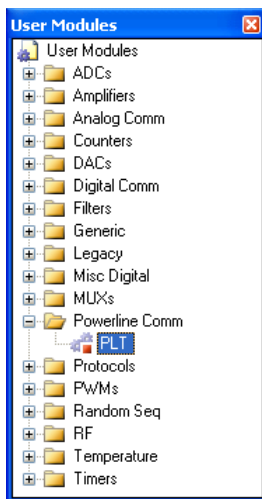 User Modules
User Modules
ADCs
Amplifiers
Analog Comm
Counters
DACs
Digital Comm
Filters
Generic
Legacy
Misc Digital
MUXs
Powerline Comm
PLT
Protocols
PWMs
Random Seq
RF
Temperature
Timers